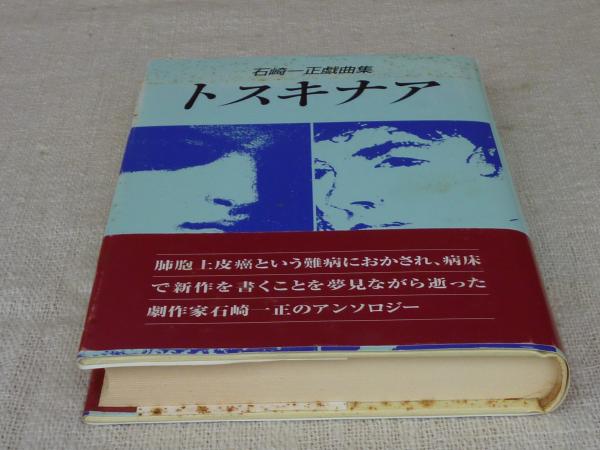 石崎一正戯曲集
トスキナア
肺胞上皮癌という難病におかされ、病床
で新作を書くことを夢見ながら逝った
劇作家石崎一正のアンソロジー